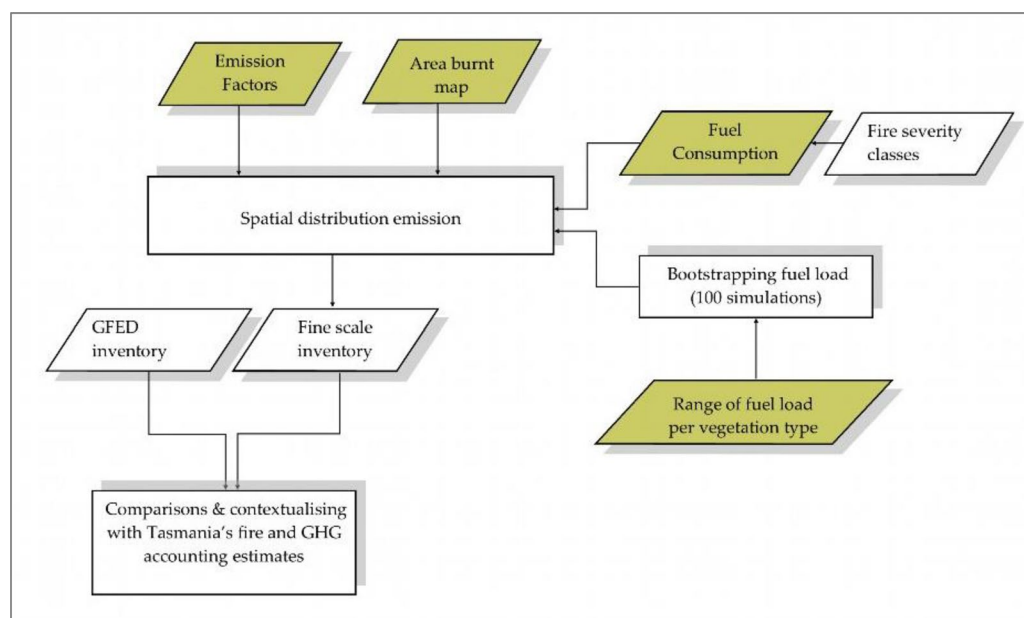 Emission
Factors
Area burnt
map
Fuel
Consumption
Fire severity
classes
Spatial distribution emission
Bootstrapping fuel load
(100 simulations)
GFED
inventory
Fine scale
inventory
Range of fuel load
per vegetation type
Comparisons & contextualising
with Tasmania's fire and GHG
accounting estimates